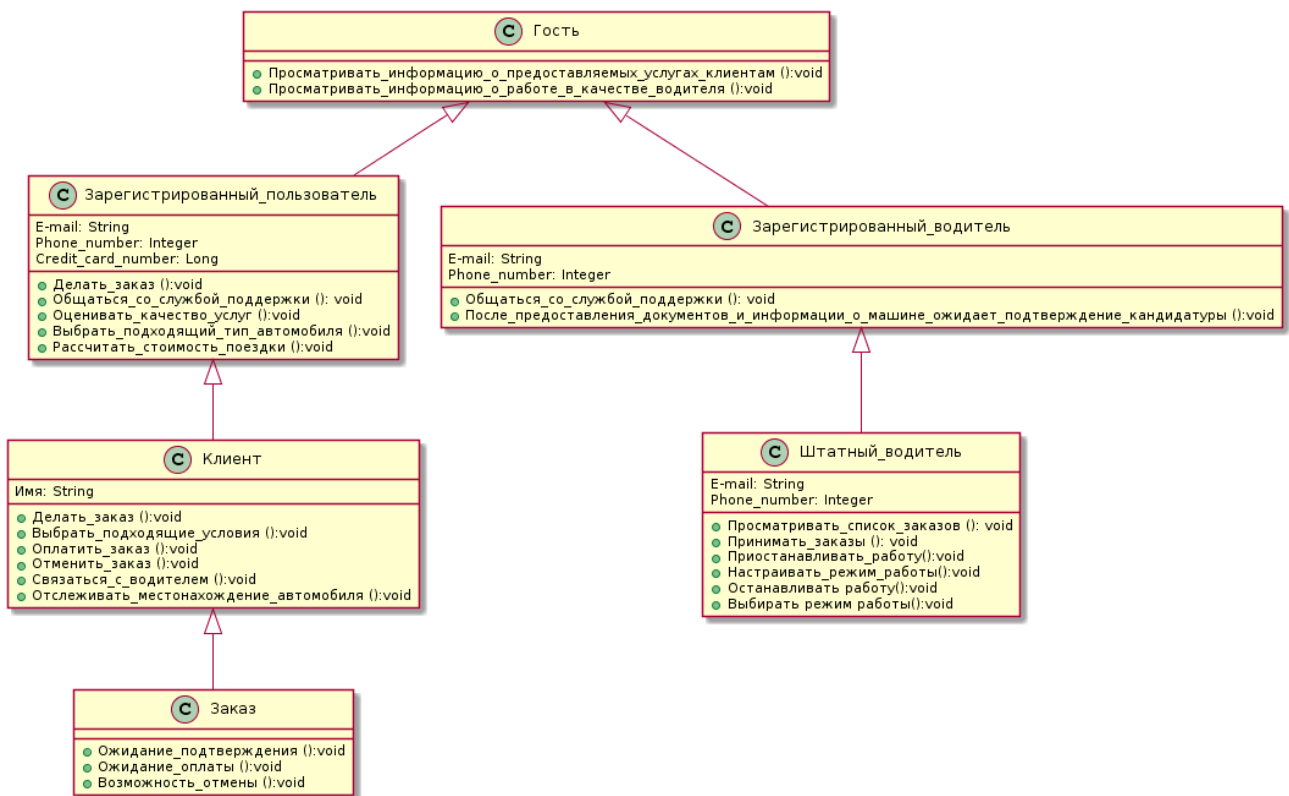 C Гость
Просматривать_информацию_о_предоставляемых_услугах_клиентам ():void
Просматривать_информацию_о_работе_в_качестве_водителя ():void
C Зарегистрированный_пользователь
E-mail: String
Phone_number: Integer
Credit_card_number: Long
Делать_заказ ():void
Общаться_со_службой_поддержки (): void
Оценивать_качество_услуг ():void
Выбрать_подходящий_тип_автомобиля ():void
Рассчитать_стоимость_поездки ():void
C Зарегистрированный_водитель
E-mail: String
Phone_number: Integer
Общаться_со_службой_поддержки (): void
После_предоставления_документов_и_информации_о_машине_ожидает_подтверждение_кандидатуры ():void
C Клиент
Имя: String
Делать_заказ ():void
Выбрать_подходящие_условия ():void
Оплатить_заказ ():void
Отменить_заказ ():void
Связаться_с_водителем ():void
Отслеживать_местонахождение_автомобиля ():void
C Штатный_водитель
E-mail: String
Phone_number: Integer
Просматривать_список_заказов (): void
Принимать_заказы (): void
Приостанавливать_работу():void
Настраивать_режим_работы():void
Останавливать работу():void
Выбирать режим работы():void
C Заказ
Ожидание_подтверждения ():void
Ожидание_оплаты ():void
Возможность_отмены ():void